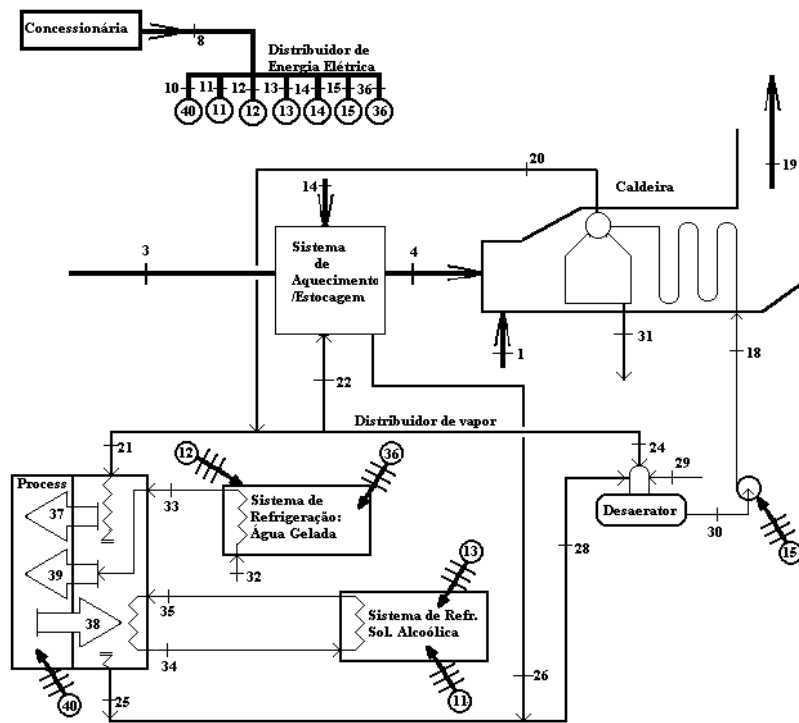 Concessionária
8
Distribuidor de
Energia Elétrica
10 11 12 13 14 15 36
40 11 12 13 14 15 36
20
19
Caldeira
14
3
Sistema
de
Aquecimento
/Estocagem
4
1
31
18
22
Distribuidor de vapor
21
24
12
36
29
Process
33
Sistema de
Refrigeração:
Água Gelada
37
Desaerator
30
15
28
32
39
13
35
Sistema de Refr.
Sol. Alcoólica
38
34
26
40
25
11